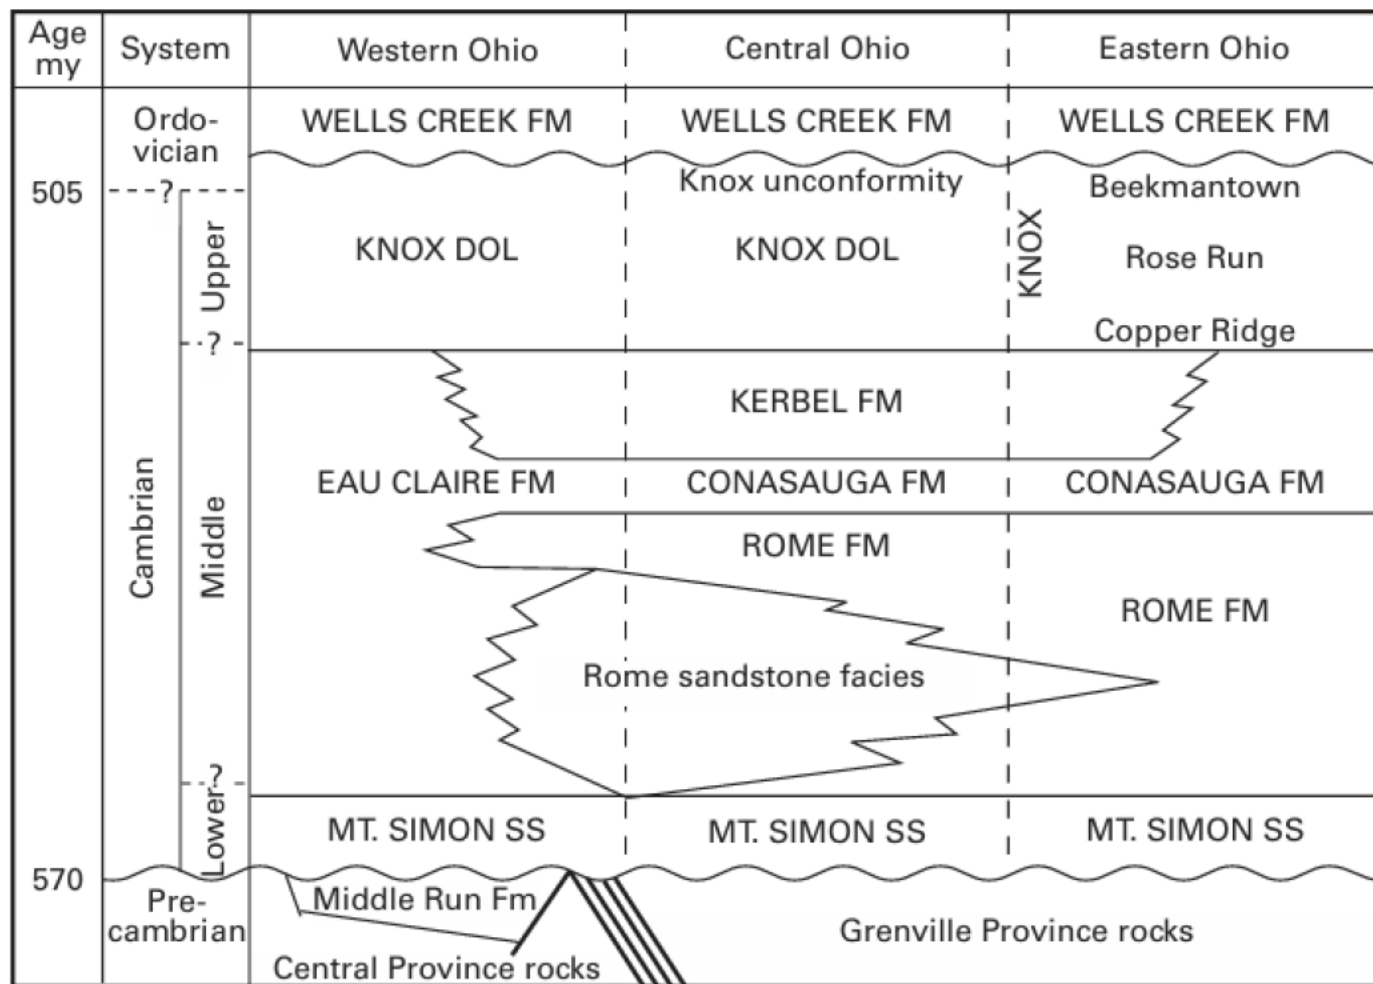 Age
my
System
Western Ohio
Central Ohio
Eastern Ohio
Ordo-
vician
WELLS CREEK FM
WELLS CREEK FM
WELLS CREEK FM
505
?
Knox unconformity
Beekmantown
Upper
KNOX DOL
KNOX DOL
KNOX
Rose Run
Copper Ridge
?
KERBEL FM
Cambrian
Middle
EAU CLAIRE FM
CONASAUGA FM
CONASAUGA FM
ROME FM
ROME FM
Rome sandstone facies
?
Lower
MT. SIMON SS
MT. SIMON SS
MT. SIMON SS
570
Pre-
cambrian
Middle Run Fm
Grenville Province rocks
Central Province rocks